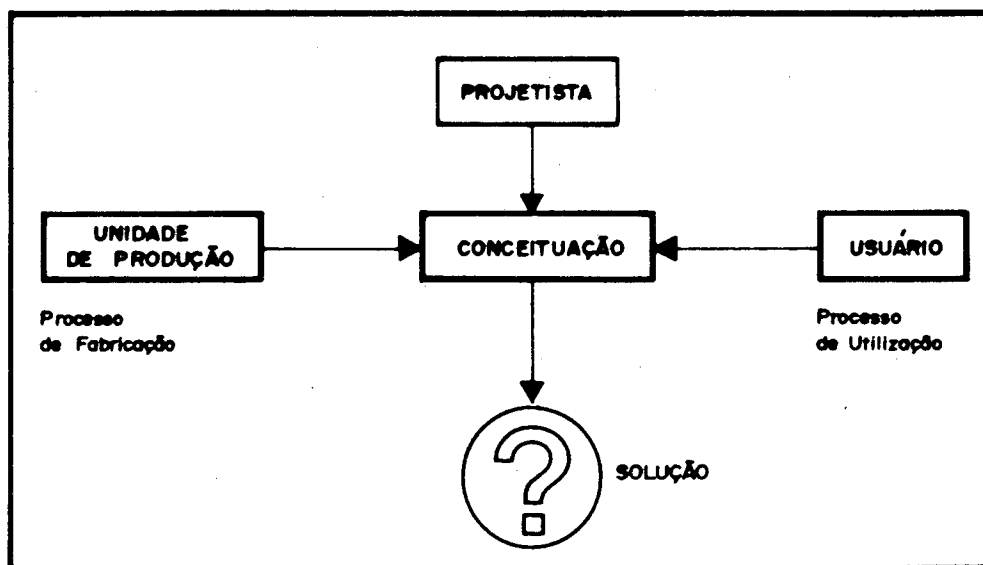 PROJETISTA
UNIDADE
DE PRODUÇÃO
CONCEITUAÇÃO
USUÁRIO
Processo
de Fabricação
Processo
de Utilização
?
SOLUÇÃO